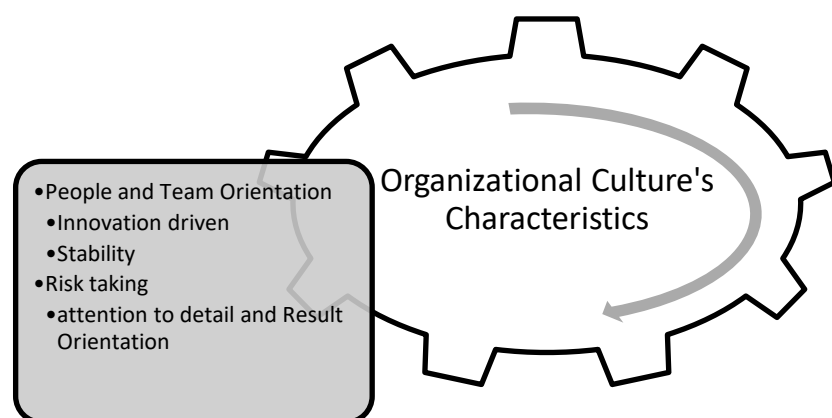 •People and Team Orientation
•Innovation driven
•Stability
•Risk taking
•attention to detail and Result
Orientation
Organizational Culture's
Characteristics